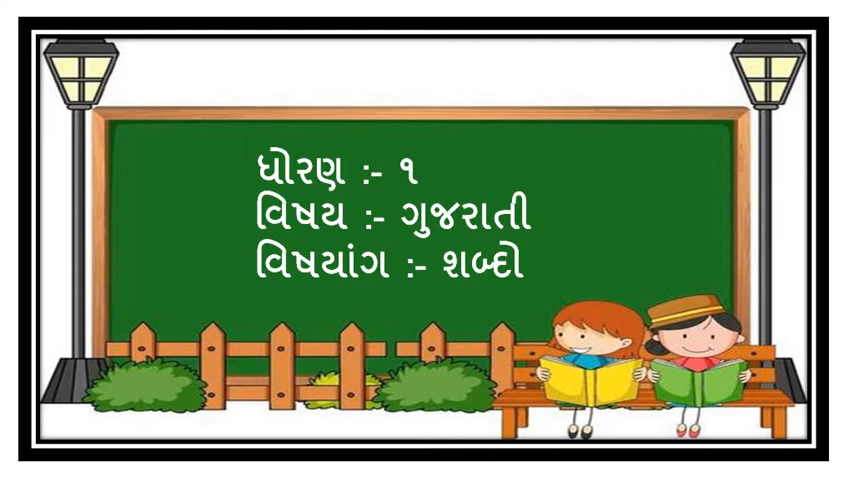 ધોરણ :- ૧
વિષય :- ગુજરાતી
વિષયાંગ :- શબ્દો